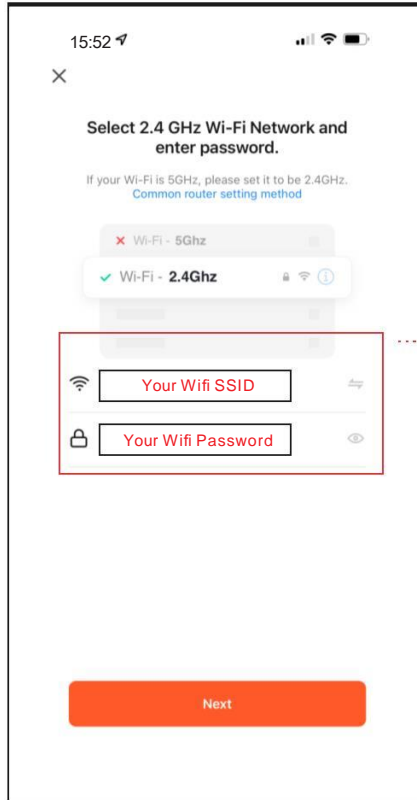 15:52
Select 2.4 GHz Wi-Fi Network and
enter password.
If your Wi-Fi is 5GHz, please set it to be 2.4GHz.
Common router setting method
Wi-Fi - 5Ghz
Wi-Fi - 2.4Ghz
Your Wifi SSID
Your Wifi Password
Next